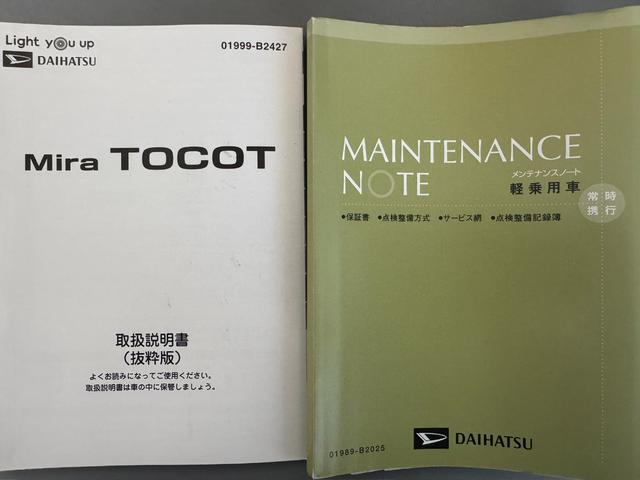 Light you up
DAIHATSU
01999-B2427
Mira TOCOT
取扱説明書
(抜粋版)
よくお読みになってご使用ください。
取扱説明書は車の中に保管しましょう。
MAINTENANCE
NOTE
メンテナンスノート
軽乗用車
常時
携行
●保証書 ●点検整備方式 ●サービス網 ●点検整備記録簿
01989-B2025
DAIHATSU